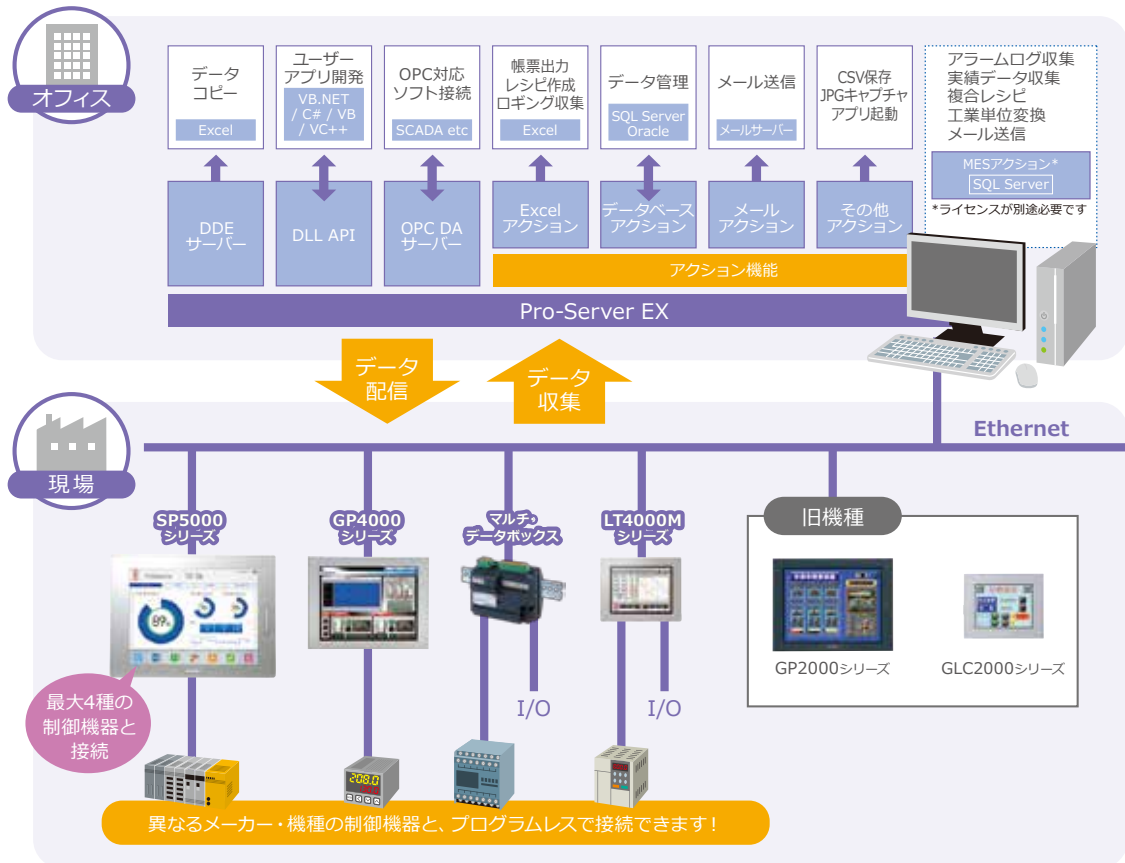 オフィス
データ
コピー
Excel
ユーザー
アプリ開発
VB.NET
/ C# / VB
/ VC++
OPC対応
ソフト接続
SCADA etc
帳票出力
レシピ作成
ロギング収集
Excel
データ管理
SQL Server
Oracle
メール送信
メールサーバー
CSV保存
JPGキャプチャ
アプリ起動
アラームログ収集
実績データ収集
複合レシピ
工業単位変換
メール送信
MESアクション*
SQL Server
*ライセンスが別途必要です
DDE
サーバー
DLL API
OPC DA
サーバー
Excel
アクション
データベース
アクション
メール
アクション
その他
アクション
アクション機能
Pro-Server EX
データ
配信
データ
収集
現場
Ethernet
SP5000
シリーズ
GP4000
シリーズ
マルチ・
データボックス
LT4000M
シリーズ
旧機種
89%
GP2000シリーズ
GLC2000シリーズ
最大4種の
制御機器と
接続
I/O
I/O
208.0
異なるメーカー・機種の制御機器と、プログラムレスで接続できます！